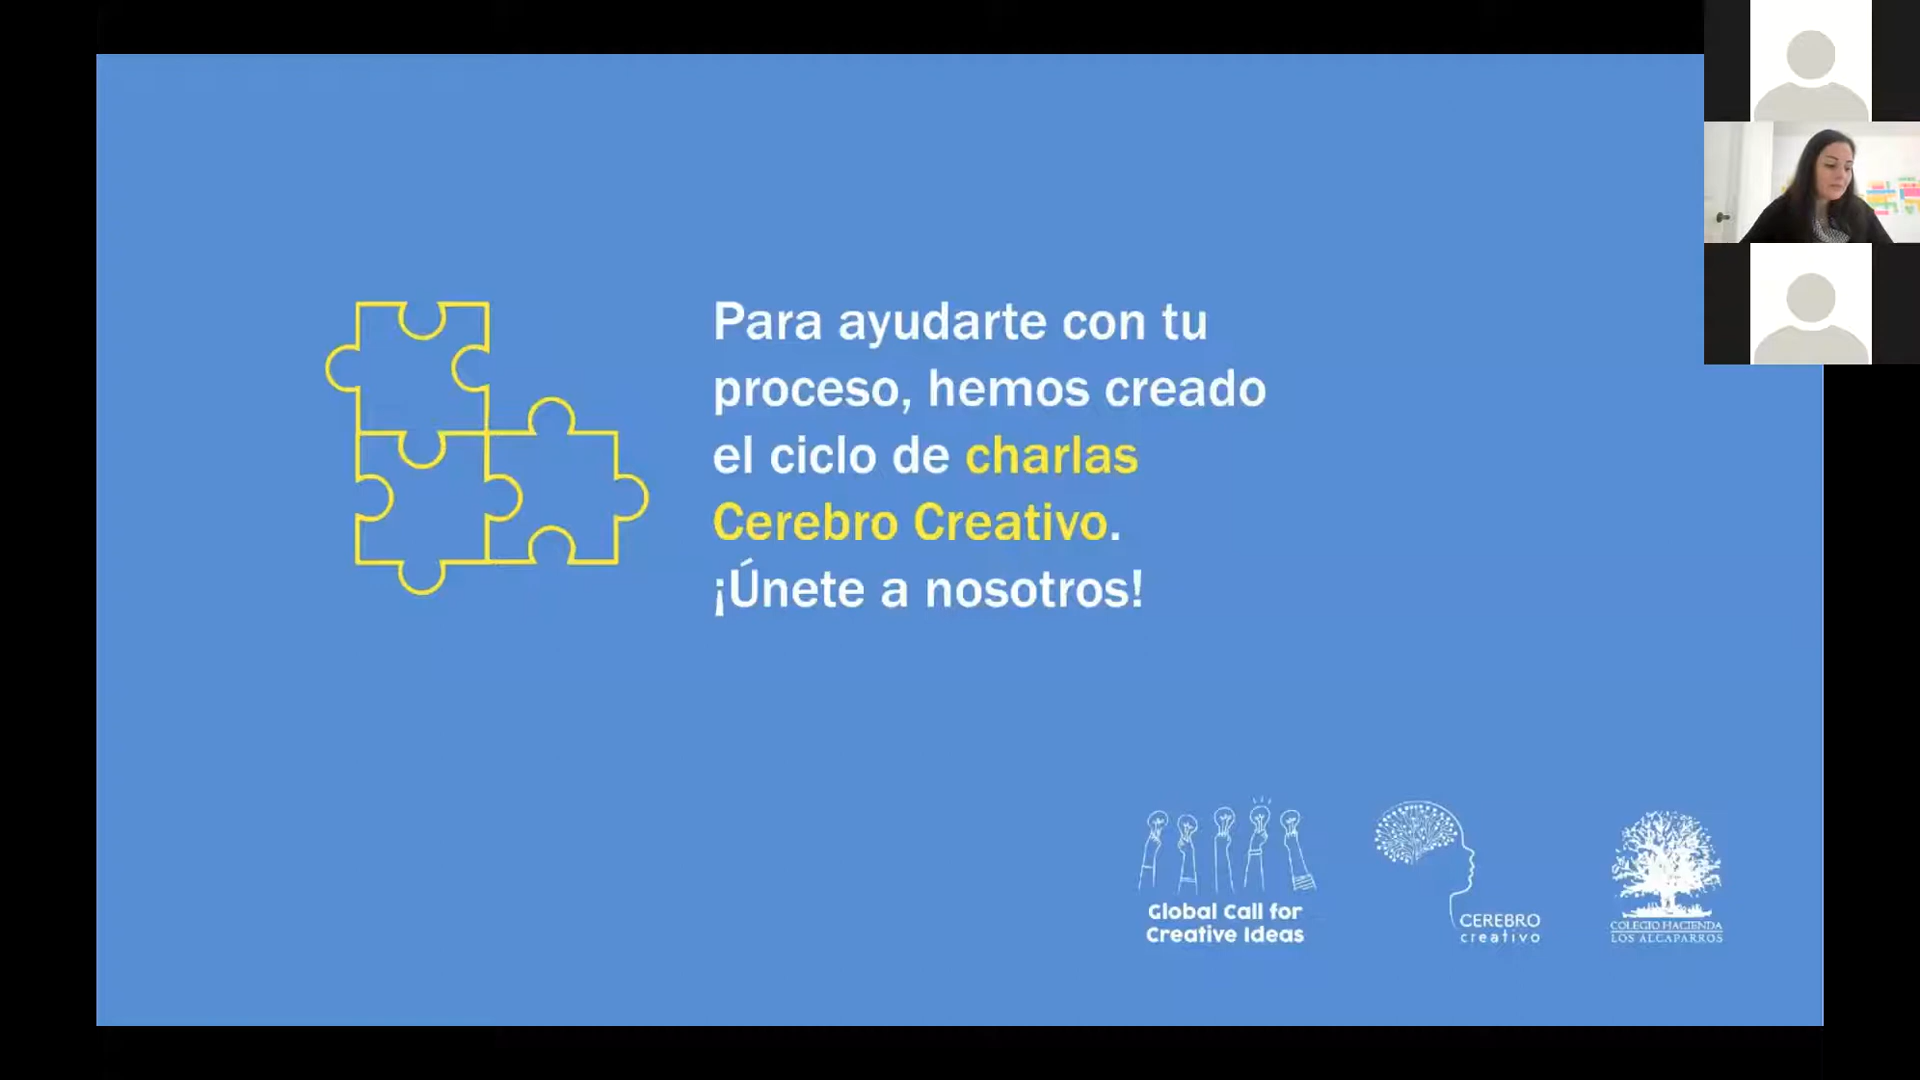 Para ayudarte con tu
proceso, hemos creado
el ciclo de charlas
Cerebro Creativo.
¡Únete a nosotros!
Global Call for
Creative Ideas
CEREBRO
creativo
COLEGIO HACIENDA
LOS ALCAPARROS